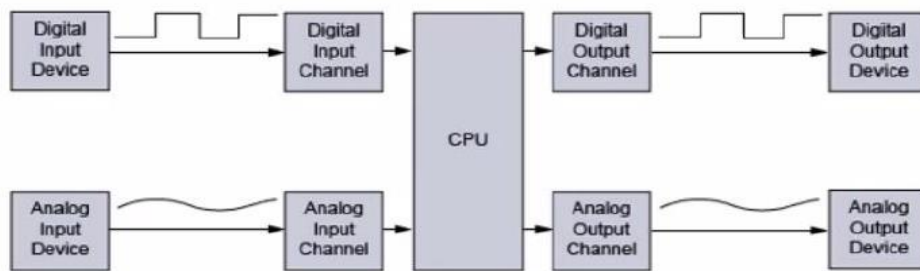 Digital
Input
Device
Digital
Input
Channel
Digital
Output
Channel
Digital
Output
Device
CPU
Analog
Input
Device
Analog
Input
Channel
Analog
Output
Channel
Analog
Output
Device